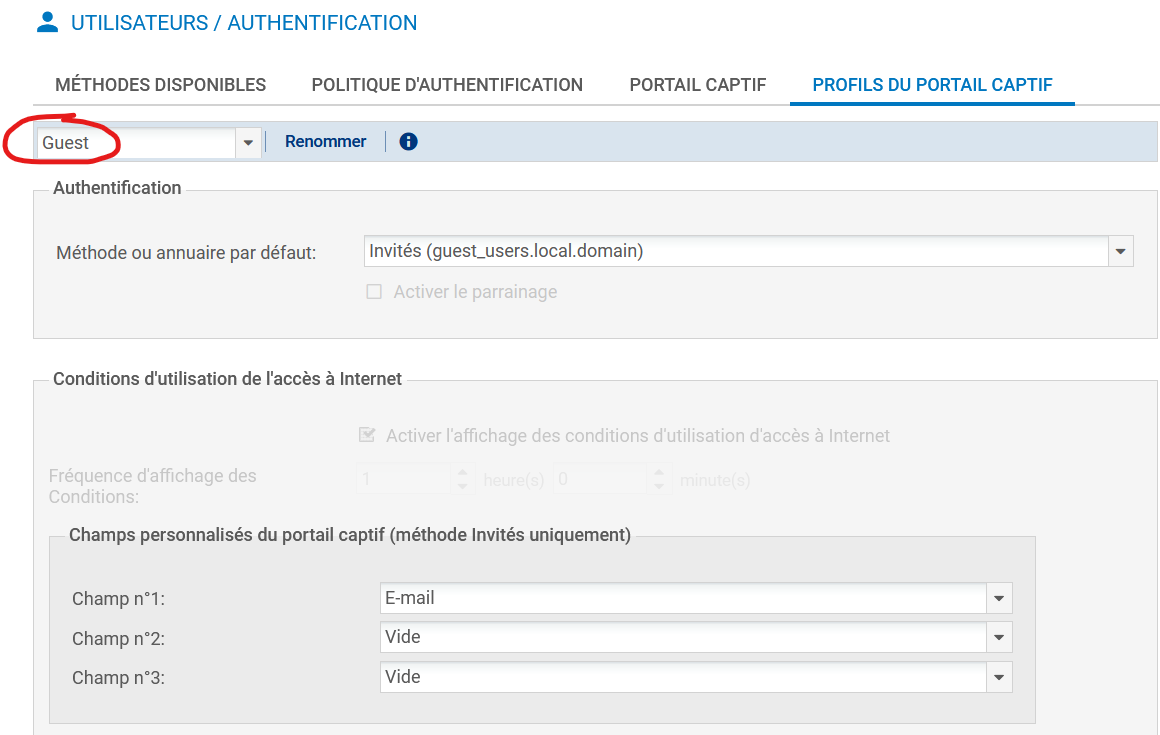 UTILISATEURS / AUTHENTIFICATION
MÉTHODES DISPONIBLES POLITIQUE D'AUTHENTIFICATION PORTAIL CAPTIF PROFILS DU PORTAIL CAPTIF
Guest Renommer
Authentification
Méthode ou annuaire par défaut: Invités (guest_users.local.domain)
Activer le parrainage
Conditions d'utilisation de l'accès à Internet
Activer l'affichage des conditions d'utilisation d'accès à Internet
Fréquence d'affichage des
Conditions: 1 heure(s) 0 minute(s)
Champs personnalisés du portail captif (méthode Invités uniquement)
Champ n°1: E-mail
Champ n°2: Vide
Champ n°3: Vide